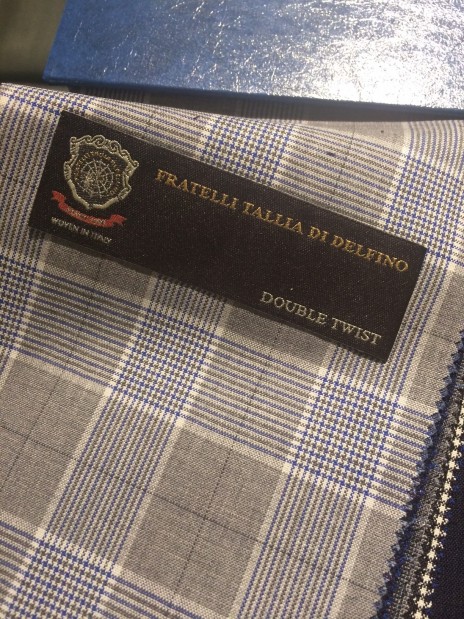 FRATELLI TALLIA DI DELFINO
WOVEN IN ITALY
DOUBLE TWIST